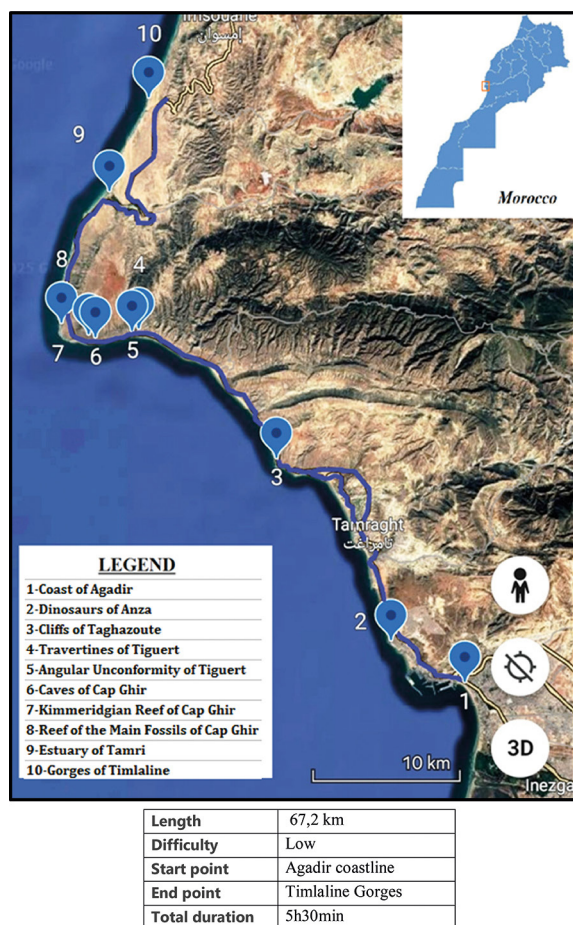 Imsouane
إمسوان
10
Morocco
9
8
4
7
6
5
3
Tamraght
تامراغت
LEGEND
1-Coast of Agadir
2-Dinosaurs of Anza
3-Cliffs of Taghazoute
4-Travertines of Tiguert
5-Angular Unconformity of Tiguert
6-Caves of Cap Ghir
7-Kimmeridgian Reef of Cap Ghir
8-Reef of the Main Fossils of Cap Ghir
9-Estuary of Tamri
10-Gorges of Timlaline
2
1
3D
10 km
Inezga
Length 67,2 km
Difficulty Low
Start point Agadir coastline
End point Timlaline Gorges
Total duration 5h30min